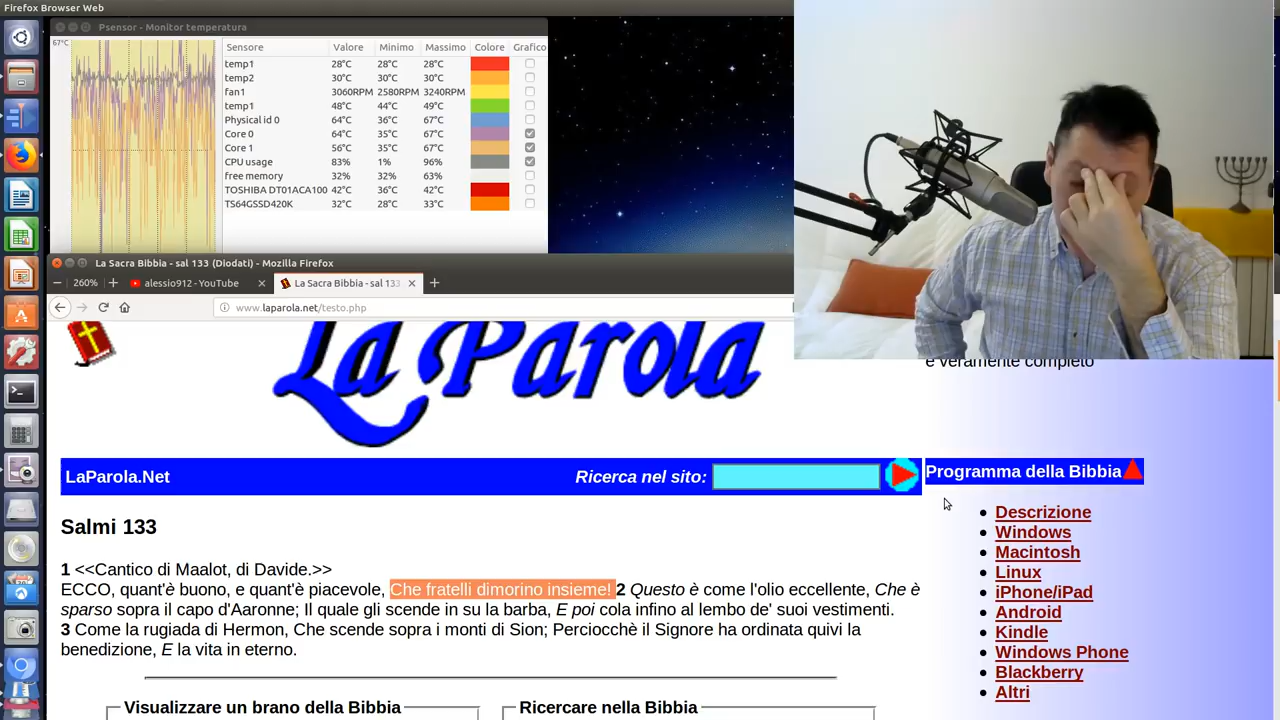 Firefox Browser Web
Psensor - Monitor temperatura
67°C
Sensore Valore Minimo Massimo Colore Grafico
temp1 28°C 28°C 28°C
temp2 30°C 30°C 30°C
fan1 3060RPM 2580RPM 3240RPM
temp1 48°C 44°C 49°C
Physical id 0 64°C 36°C 67°C
Core 0 64°C 35°C 67°C
Core 1 56°C 35°C 67°C
CPU usage 83% 1% 96%
free memory 32% 32% 63%
TOSHIBA DT01ACA100 42°C 36°C 42°C
TS64GSSD420K 32°C 28°C 33°C
La Sacra Bibbia - sal 133 (Diodati) - Mozilla Firefox
260% alessio912 - YouTube La Sacra Bibbia - sal 133
www.laparola.net/testo.php
La Parola
è veramente completo
LaParola.Net Ricerca nel sito:
Programma della Bibbia
Descrizione
Windows
Macintosh
Linux
iPhone/iPad
Android
Kindle
Windows Phone
Blackberry
Altri
Salmi 133
1 <<Cantico di Maalot, di Davide.>>
ECCO, quant'è buono, e quant'è piacevole, Che fratelli dimorino insieme! 2 Questo è come l'olio eccellente, Che è
sparso sopra il capo d'Aaronne; Il quale gli scende in su la barba, E poi cola infino al lembo de' suoi vestimenti.
3 Come la rugiada di Hermon, Che scende sopra i monti di Sion; Perciocchè il Signore ha ordinata quivi la
benedizione, E la vita in eterno.
Visualizzare un brano della Bibbia
Ricercare nella Bibbia